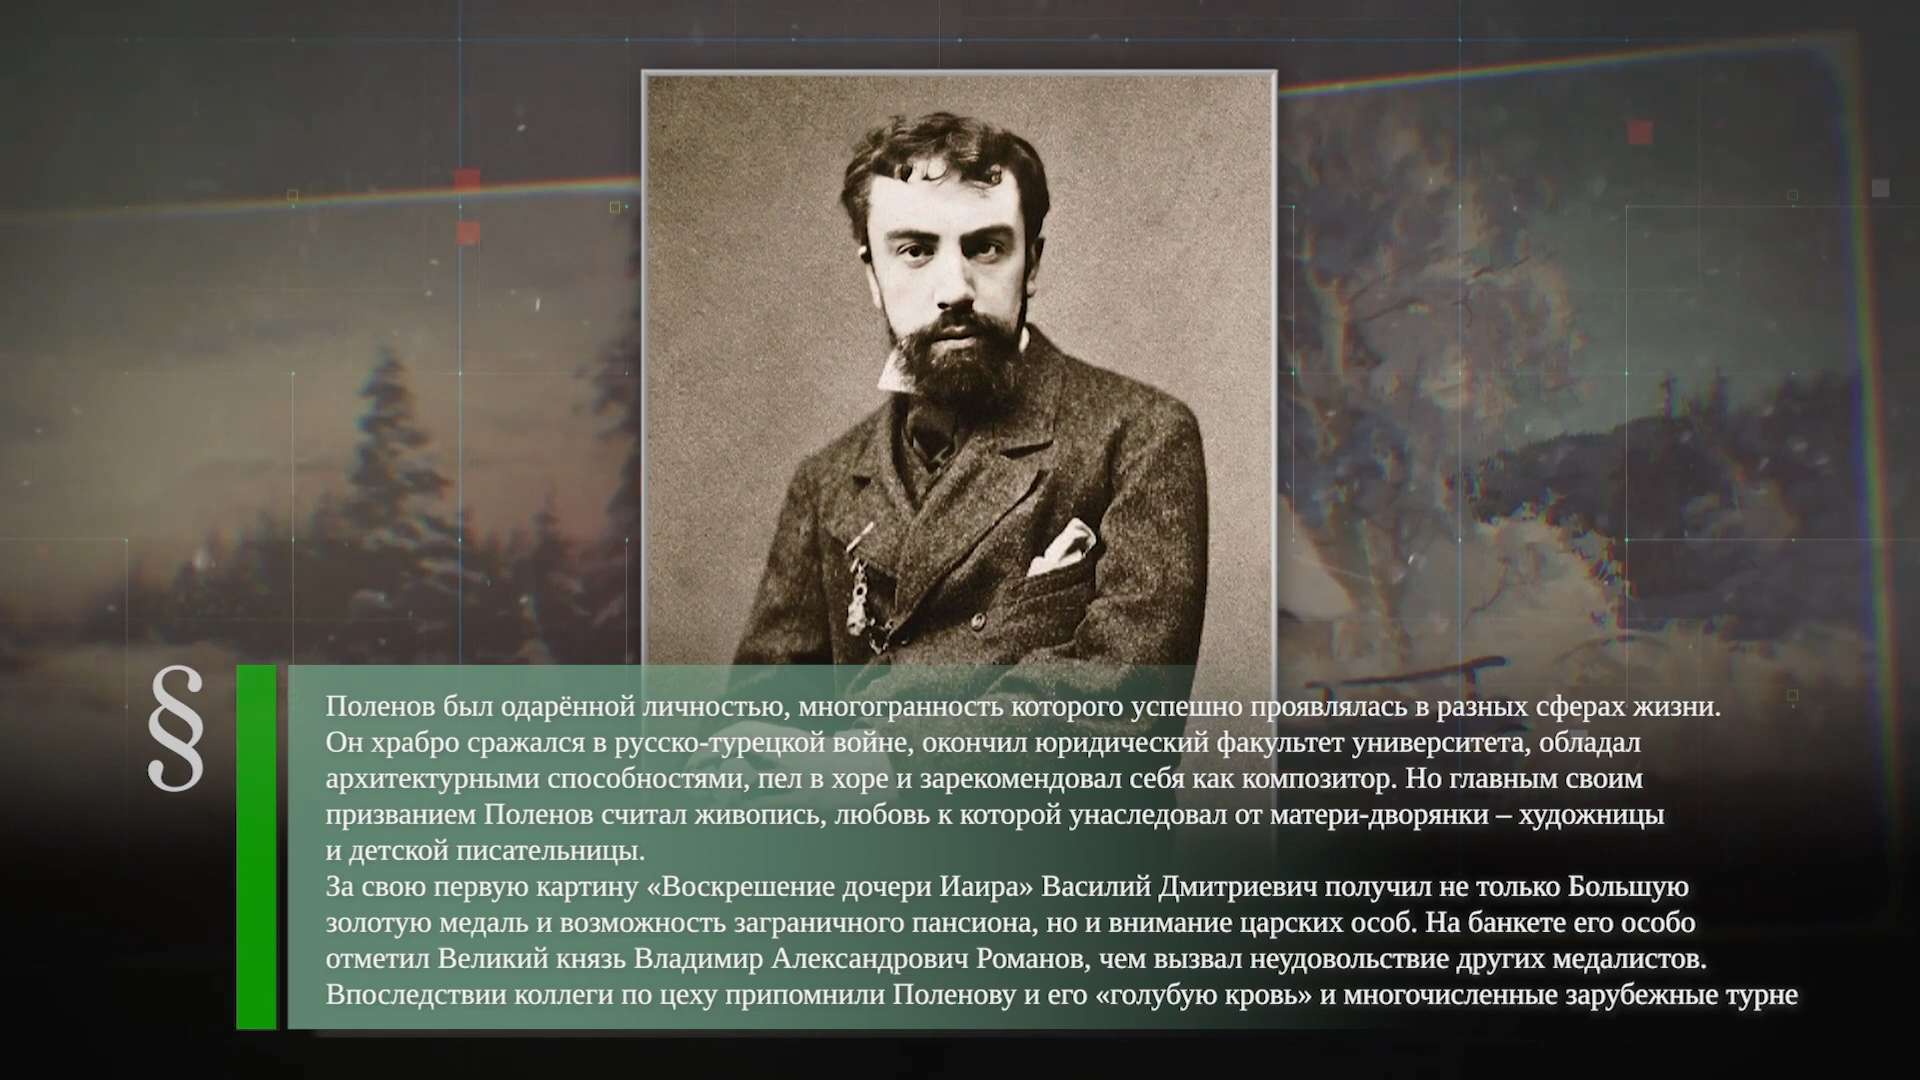 §
Поленов был одарённой личностью, многогранность которого успешно проявлялась в разных сферах жизни.
Он храбро сражался в русско-турецкой войне, окончил юридический факультет университета, обладал
архитектурными способностями, пел в хоре и зарекомендовал себя как композитор. Но главным своим
призванием Поленов считал живопись, любовь к которой унаследовал от матери-дворянки – художницы
и детской писательницы.
За свою первую картину «Воскрешение дочери Иаира» Василий Дмитриевич получил не только Большую
золотую медаль и возможность заграничного пансиона, но и внимание царских особ. На банкете его особо
отметил Великий князь Владимир Александрович Романов, чем вызвал неудовольствие других медалистов.
Впоследствии коллеги по цеху припомнили Поленову и его «голубую кровь» и многочисленные зарубежные турне